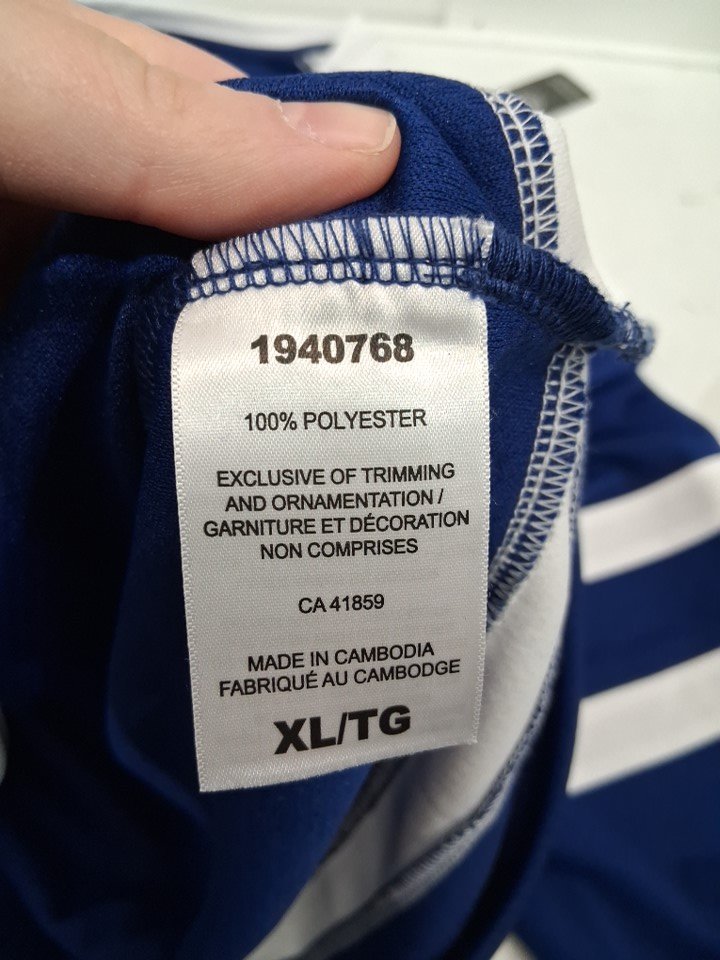 1940768
100% POLYESTER
EXCLUSIVE OF TRIMMING
AND ORNAMENTATION /
GARNITURE ET DÉCORATION
NON COMPRISES
CA 41859
MADE IN CAMBODIA
FABRIQUÉ AU CAMBODGE
XL/TG